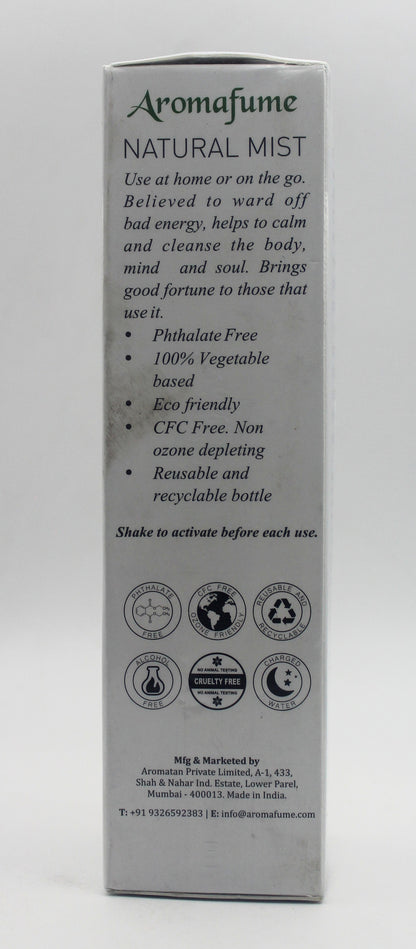 Aromafume
NATURAL MIST
Use at home or on the go.
Believed to ward off
bad energy, helps to calm
and cleanse the body,
mind and soul. Brings
good fortune to those that
use it.
• Phthalate Free
• 100% Vegetable
based
• Eco friendly
• CFC Free. Non
ozone depleting
• Reusable and
recyclable bottle
Shake to activate before each use.
PHTHALATE
FREE
CFC FREE
OZONE FRIENDLY
REUSABLE AND
RECYCLABLE
ALCOHOL
FREE
NO ANIMAL TESTING
CRUELTY FREE
NO ANIMAL TESTING
CHARGED
WATER
Mfg & Marketed by
Aromatan Private Limited, A-1, 433,
Shah & Nahar Ind. Estate, Lower Parel,
Mumbai - 400013. Made in India.
T: +91 9326592383 | E: info@aromafume.com